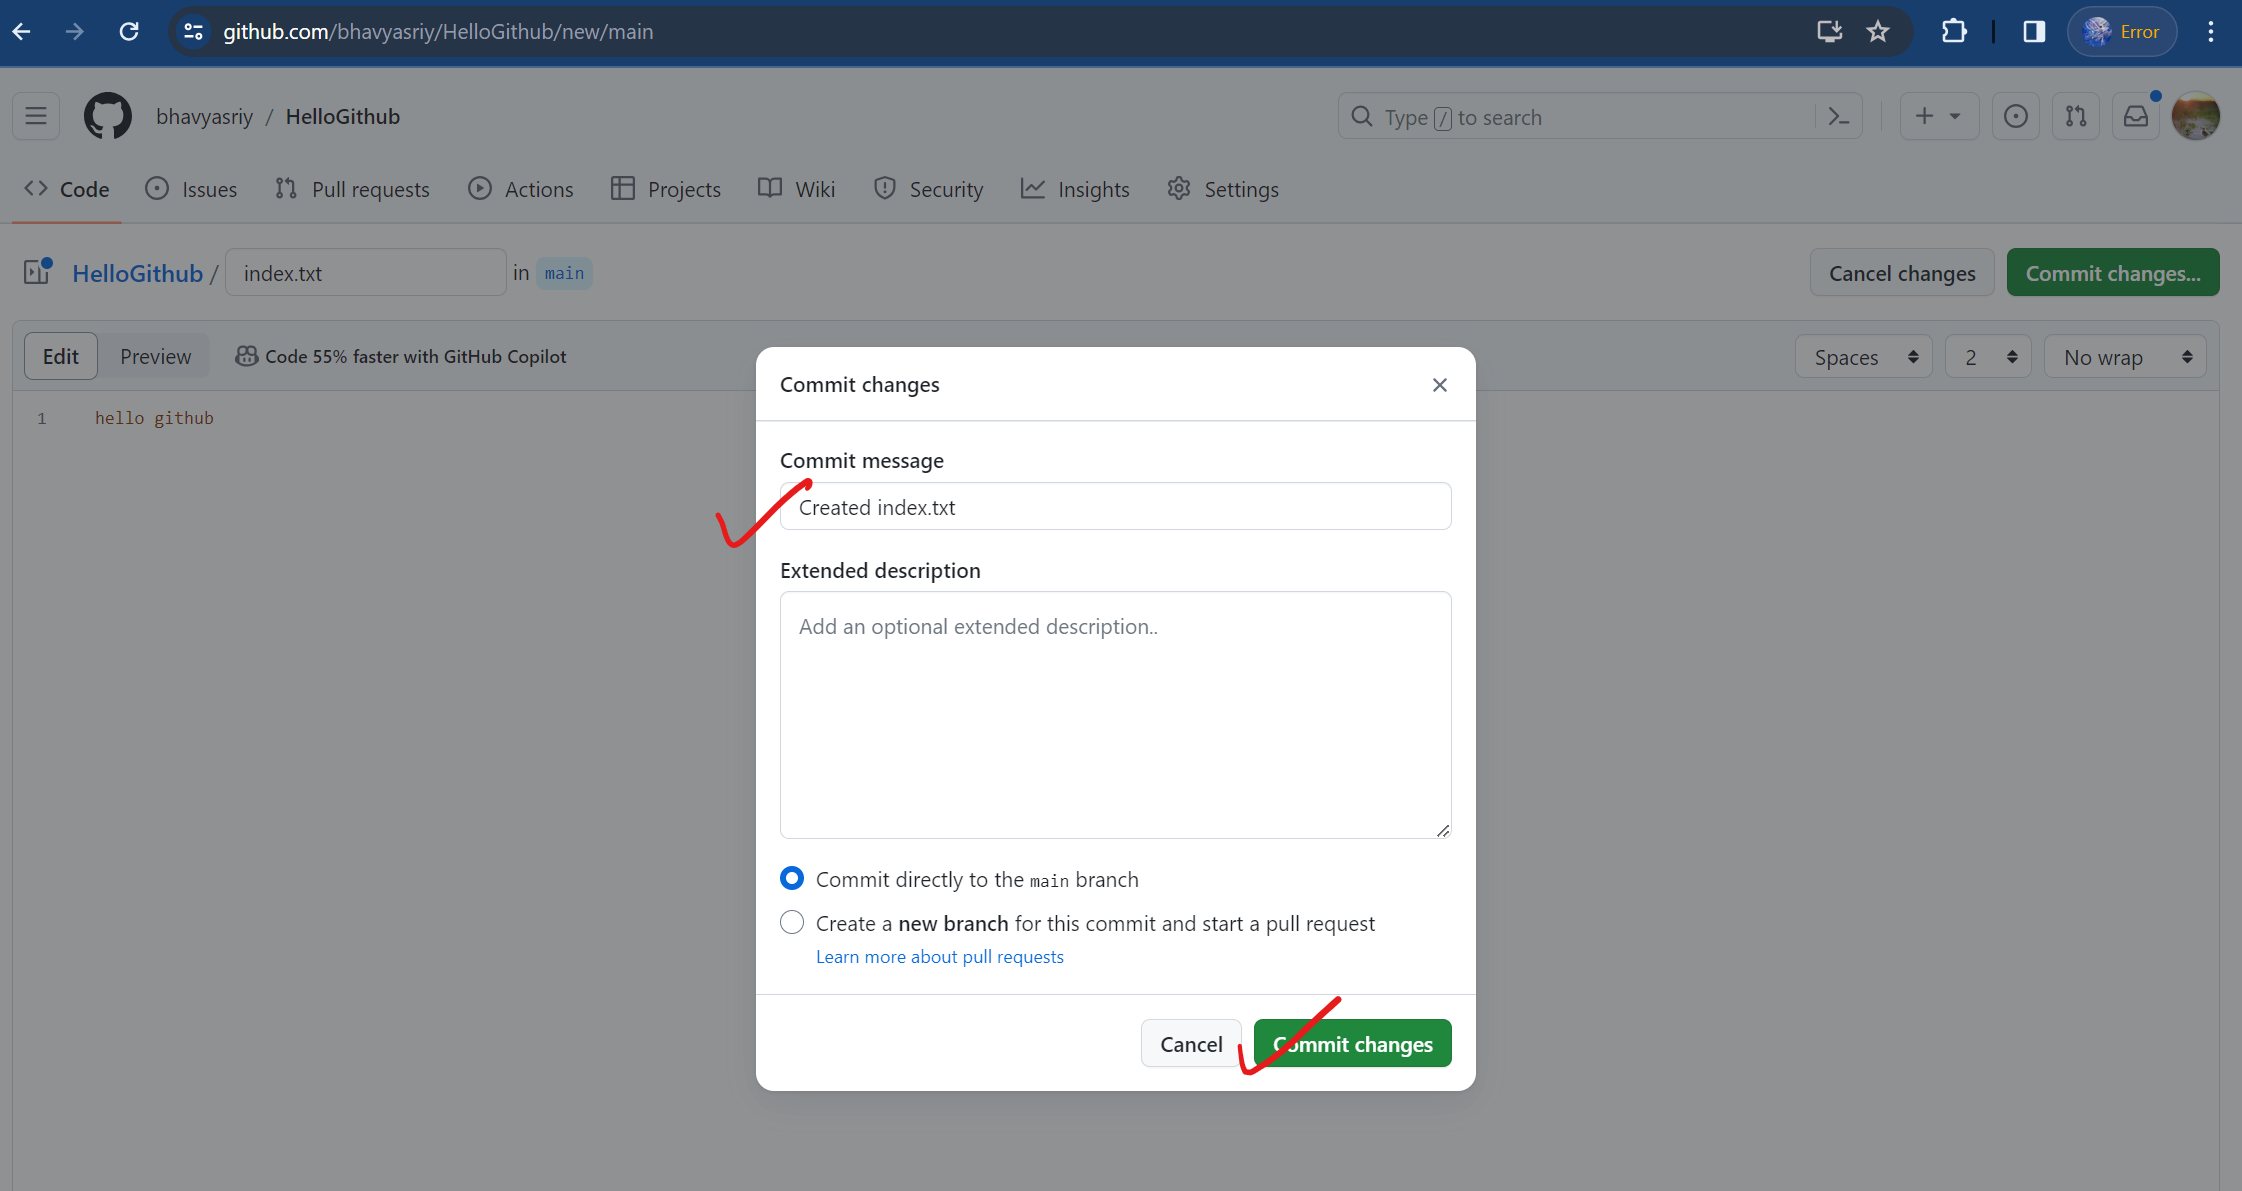 github.com/bhavyasriy/HelloGithub/new/main
Error
bhavyasriy / HelloGithub
Type / to search
Code Issues Pull requests Actions Projects Wiki Security Insights Settings
HelloGithub / index.txt in main
Cancel changes Commit changes...
Edit Preview Code 55% faster with GitHub Copilot
Spaces 2 No wrap
1 hello github
Commit changes
Commit message
Created index.txt
Extended description
Add an optional extended description..
Commit directly to the main branch
Create a new branch for this commit and start a pull request
Learn more about pull requests
Cancel Commit changes